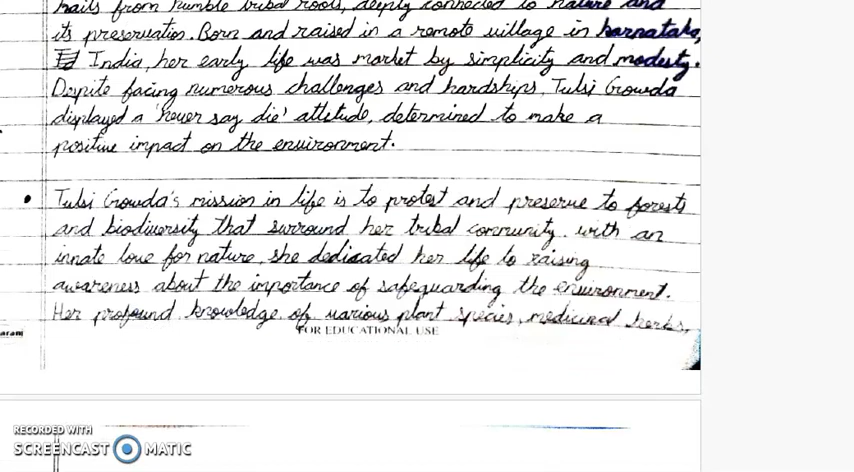 hails from humble tribal roots, deeply connected to nature and
its preservation. Born and raised in a remote village in karnataka,
India, her early life was market by simplicity and modesty.
Despite facing numerous challenges and hardships, Tulsi Gowda
displayed a 'never say die' attetude, determined to make a
positive impact on the environment.
• Tulsi Gowda's mission in life is to protest and preserve to forests
and biodiversity that surround her tribal community. with an
innate love for nature, she dedicated her life to raising
awareness about the importance of safeguarding the environment.
Her profound knowledge of various plant species, medicinal herbs,
aram
FOR EDUCATIONAL USE
RECORDED WITH
SCREENCAST MATIC